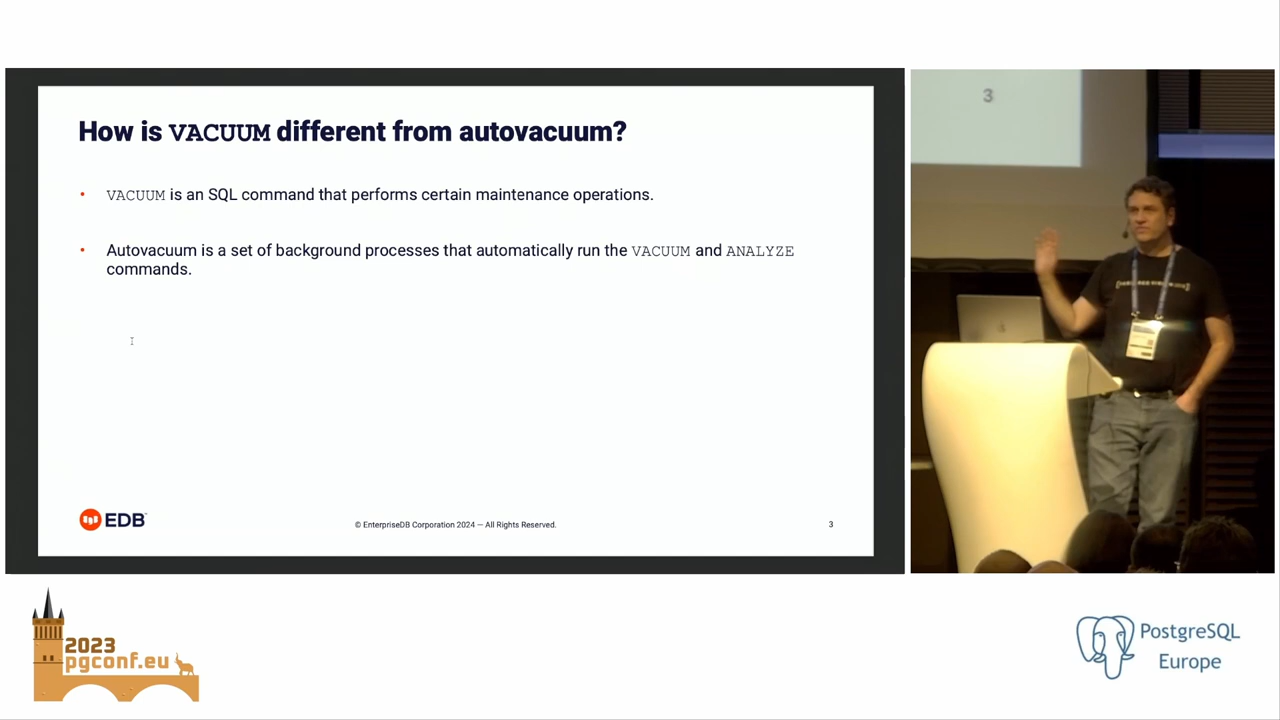 How is VACUUM different from autovacuum?
• VACUUM is an SQL command that performs certain maintenance operations.
• Autovacuum is a set of background processes that automatically run the VACUUM and ANALYZE
commands.
EDB
© EnterpriseDB Corporation 2024 — All Rights Reserved.
3
3
2023
pgconf.eu
PostgreSQL
Europe